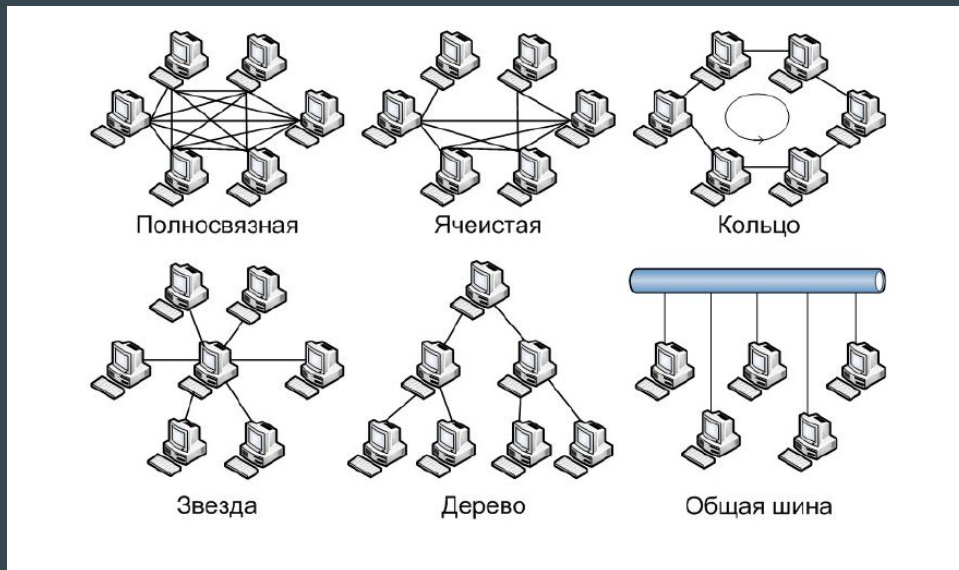 Полносвязная
Ячеистая
Кольцо
Звезда
Дерево
Общая шина